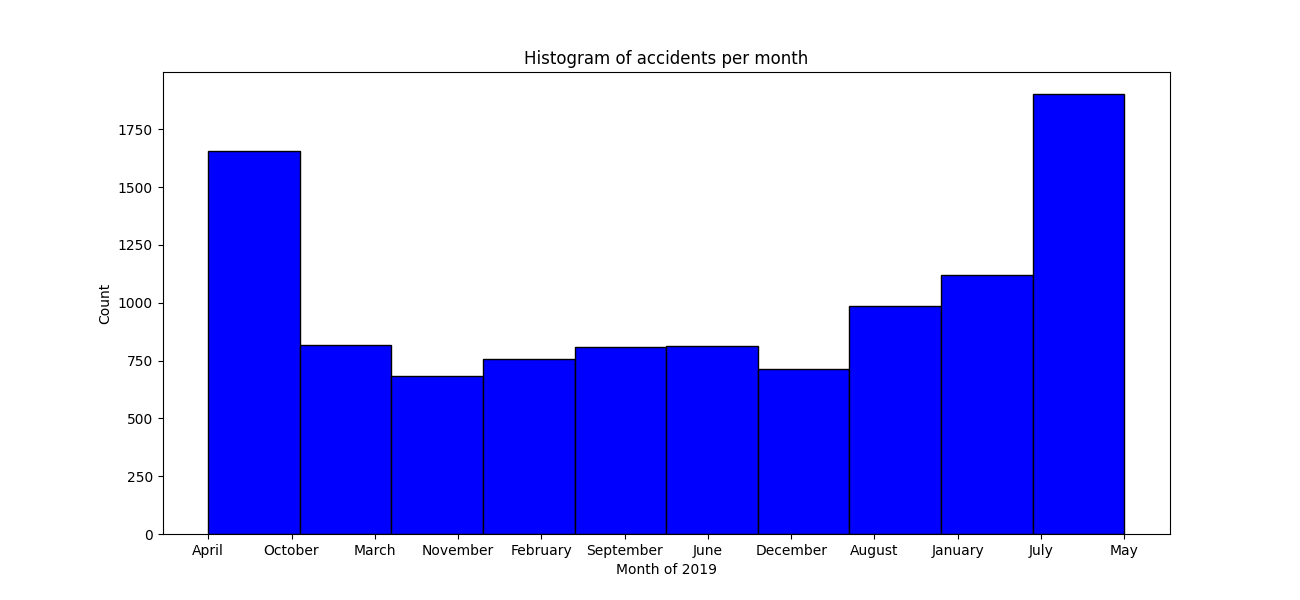 Histogram of accidents per month
1750
1500
1250
1000
750
500
250
0
Count
April October March November February September June December August January July May
Month of 2019